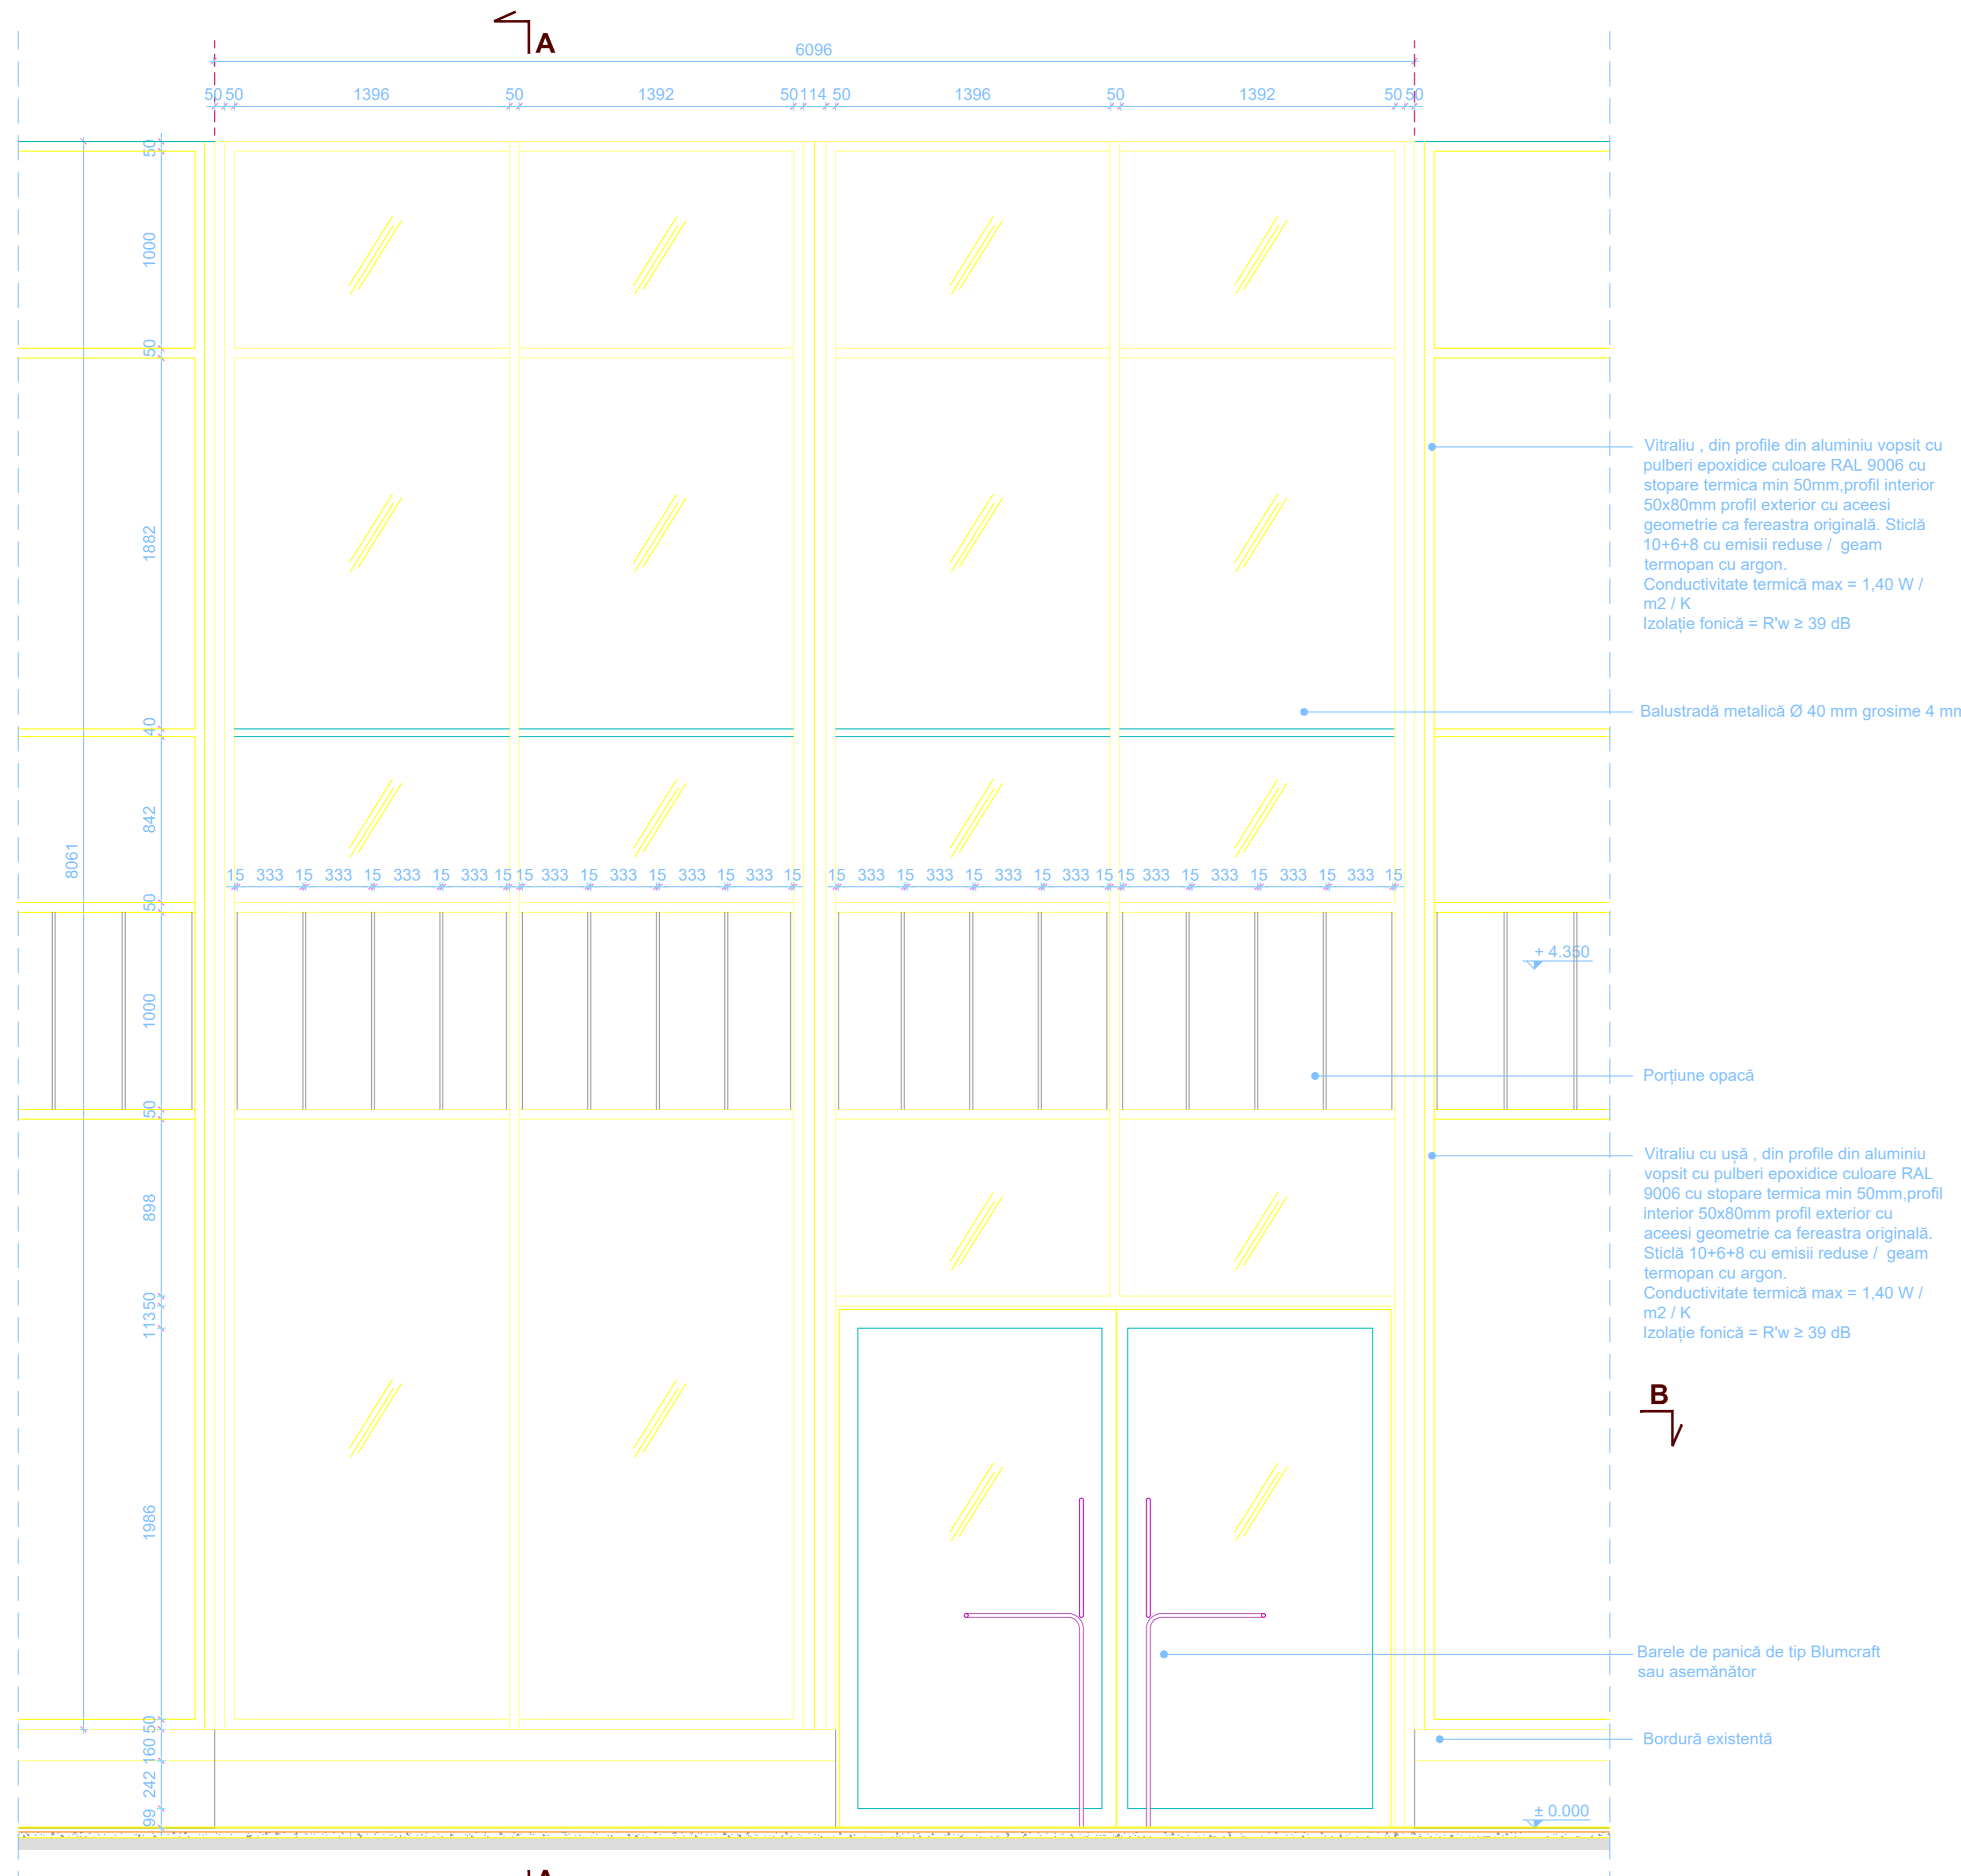 A
6096
50 50 1396 50 1392 50 114 50 1396 50 1392 50 50
50
1000
50
1882
40
842
8061
50
1000
50
898
50
113
1986
50
160
242
99
15 333 15 333 15 333 15 333 15 15 333 15 333 15 333 15 333 15 15 333 15 333 15 333 15 333 15 15 333 15 333 15 333 15 333 15
Vitraliu , din profile din aluminiu vopsit cu
pulberi epoxidice culoare RAL 9006 cu
stopare termica min 50mm,profil interior
50x80mm profil exterior cu aceesi
geometrie ca fereastra originală. Sticlă
10+6+8 cu emisii reduse / geam
termopan cu argon.
Conductivitate termică max = 1,40 W /
m2 / K
Izolație fonică = R'w ≥ 39 dB
Balustradă metalică Ø 40 mm grosime 4
+ 4.350
Porțiune opacă
Vitraliu cu ușă , din profile din aluminiu
vopsit cu pulberi epoxidice culoare RAL
9006 cu stopare termica min 50mm,profil
interior 50x80mm profil exterior cu
aceesi geometrie ca fereastra originală.
Sticlă 10+6+8 cu emisii reduse / geam
termopan cu argon.
Conductivitate termică max = 1,40 W /
m2 / K
Izolație fonică = R'w ≥ 39 dB
B
Barele de panică de tip Blumcraft
sau asemănător
Bordură existentă
± 0.000
A